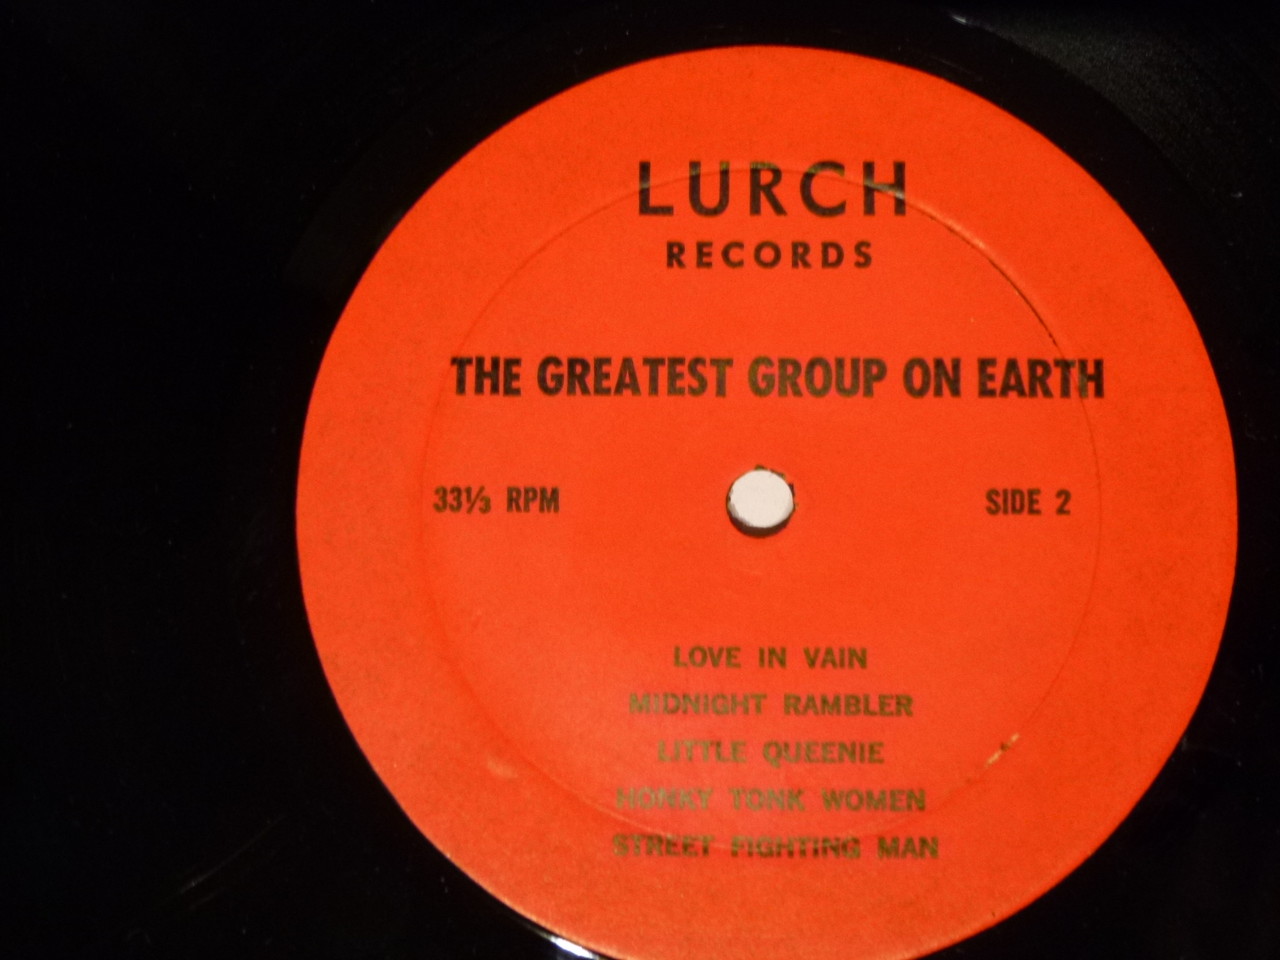 LURCH
RECORDS
THE GREATEST GROUP ON EARTH
33⅓ RPM
SIDE 2
LOVE IN VAIN
MIDNIGHT RAMBLER
LITTLE QUEENIE
HONKY TONK WOMEN
STREET FIGHTING MAN